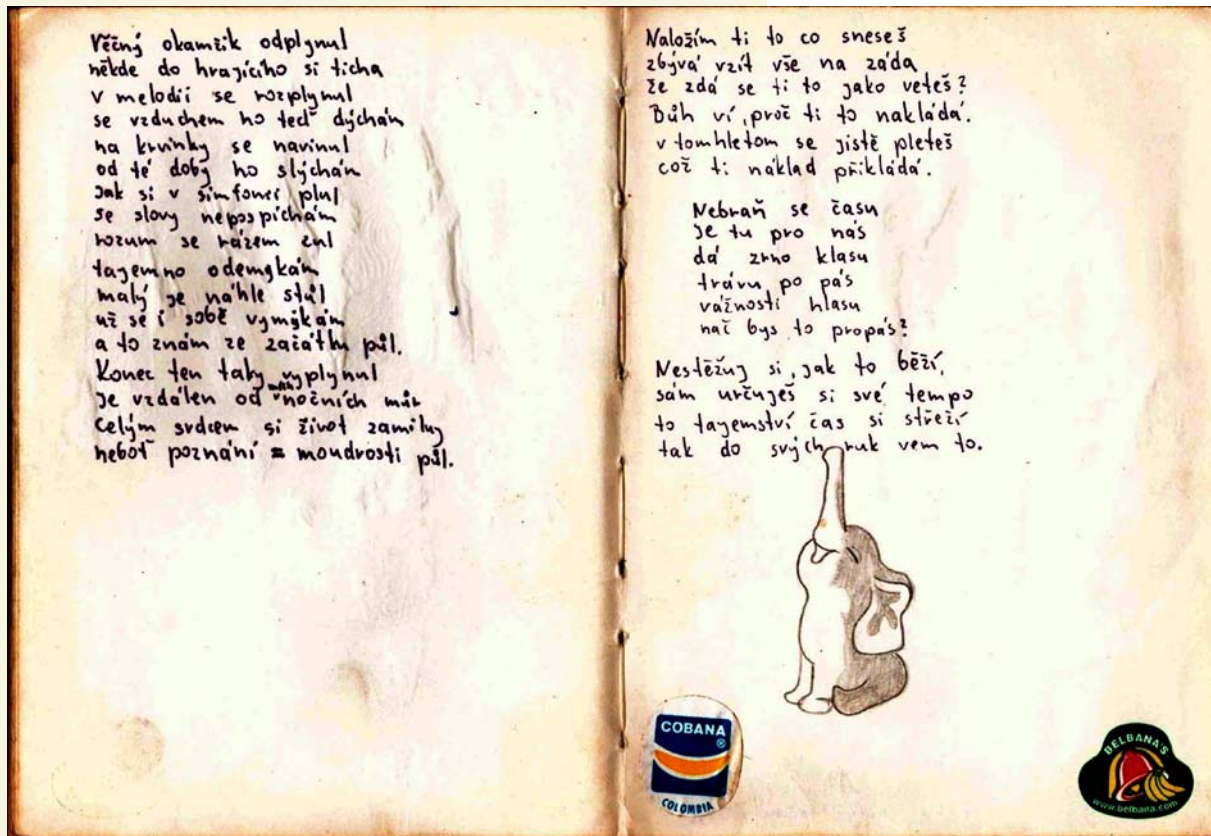 Věčný okamžik odplynul
někde do hrajícího si ticha
v melodií se rozplynul
se vzduchem ho teď dýchám
na krvinky se navinul
od té doby ho slýchám
Jak si v simfonei plul
se slovy nepospíchám
rozum se rázem zul
tajemno odemykám
malý je náhle stůl
už se i sobě vymykám
a to znám ze začátku půl.
Konec ten taky vyplynul
je vzdálen od nočních můr
Celým srdcem si život zamiluj
neboť poznání = moudrosti půl.
Naložím ti to co sneseš
zbývá vzít vše na záda
že zdá se ti to jako veteš?
Bůh ví, proč ti to nakládá.
v tomhletom se jistě pleteš
což ti náklad přikládá.
Nebraň se času
Je tu pro nás
dá zrno klasu
trávu po pás
vážnosti hlasu
nač bys to propás?
Nestěžuj si, jak to běží,
sám určuješ si své tempo
to tajemství čas si střeží
tak do svých ruk vem to.
COBANA
®
COLOMBIA
BELBANA'S
www.belbana.com